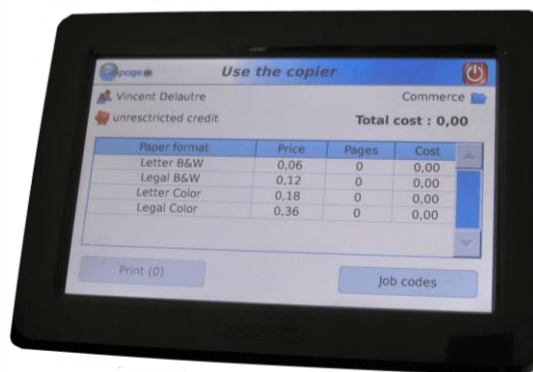 page
Use the copier
Vincent Delautre
Commerce
unresctricted credit
Total cost : 0,00
Paper format Price Pages Cost
Letter B&W 0,06 0 0,00
Legal B&W 0,12 0 0,00
Letter Color 0,18 0 0,00
Legal Color 0,36 0 0,00
Print (0)
Job codes